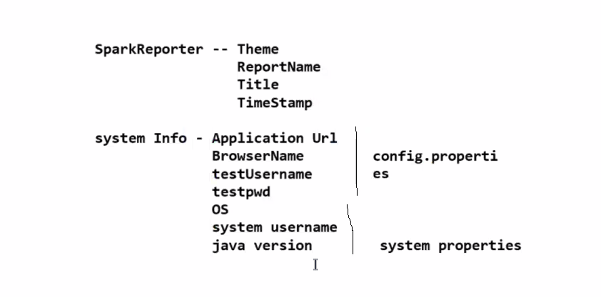 SparkReporter -- Theme
ReportName
Title
TimeStamp
system Info - Application Url
BrowserName config.properti
testUsername es
testpwd
OS
system username
java version system properties